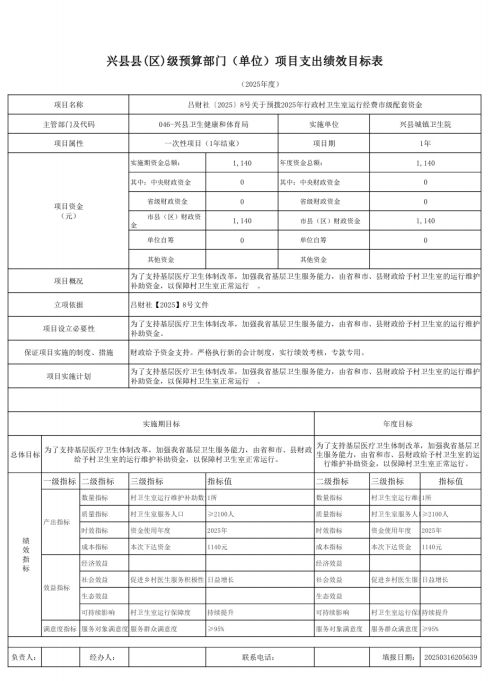 兴县县(区)级预算部门（单位）项目支出绩效目标表
（2025年度）
项目名称 吕财社〔2025〕8号关于预拨2025年行政村卫生室运行经费市级配套资金
主管部门及代码 046-兴县卫生健康和体育局 实施单位 兴县城镇卫生院
项目属性 一次性项目（1年结束） 项目期 1年
项目资金
（元）
实施期资金总额： 1,140 年度资金总额： 1,140
其中：中央财政资金 0 其中：中央财政资金 0
省级财政资金 0 省级财政资金 0
市县（区）财政资金 1,140 市县（区）财政资金 1,140
单位自筹 0 单位自筹 0
其他资金 其他资金
项目概况 为了支持基层医疗卫生体制改革，加强我省基层卫生服务能力，由省和市、县财政给予村卫生室的运行维护
补助资金，以保障村卫生室正常运行 。
立项依据 吕财社【2025】8号文件
项目设立必要性 为了支持基层医疗卫生体制改革，加强我省基层卫生服务能力，由省和市、县财政给予村卫生室的运行维护
补助资金。
保证项目实施的制度、措施 财政给予资金支持。严格执行新的会计制度，实行绩效考核，专款专用。
项目实施计划 为了支持基层医疗卫生体制改革，加强我省基层卫生服务能力，由省和市、县财政给予村卫生室的运行维护
补助资金，以保障村卫生室正常运行 。
实施期目标 年度目标
总体目标 为了支持基层医疗卫生体制改革，加强我省基层卫生服务能力，由省和市、县财政
给予村卫生室的运行维护补助资金，以保障村卫生室正常运行。
为了支持基层医疗卫生体制改革，加强我省基层卫
生服务能力，由省和市、县财政给予村卫生室的运
行维护补助资金，以保障村卫生室正常运行。
绩效指标
一级指标 二级指标 三级指标 指标值 二级指标 三级指标 指标值
产出指标
数量指标 村卫生室运行维护补助数 1所 数量指标 村卫生室运行维 1所
质量指标 村卫生室服务人口 ≥2100人 质量指标 村卫生室服务人 ≥2100人
时效指标 资金使用年度 2025年 时效指标 资金使用年度 2025年
成本指标 本次下达资金 1140元 成本指标 本次下达资金 1140元
效益指标
经济效益 经济效益
社会效益 促进乡村医生服务积极性 日益增长 社会效益 促进乡村医生服 日益增长
生态效益 生态效益
可持续影响 村卫生室运行保障度 持续提升 可持续影响 村卫生室运行保 持续提升
满意度指标 服务对象满意度 服务群众满意度 ≥95% 服务对象满意度 服务群众满意度 ≥95%
负责人： 经办人： 联系电话： 填报日期： 20250316205639